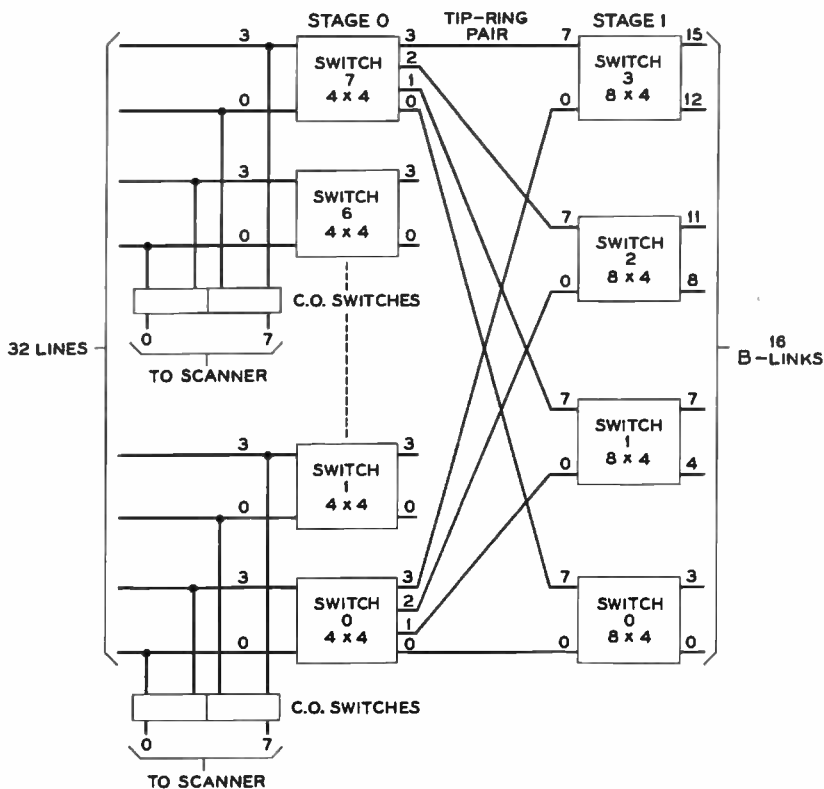 STAGE 0 TIP-RING PAIR STAGE 1
3 SWITCH 7 4 x 4 3 7 SWITCH 3 8 x 4 15
2
1
0 0 0 12
3 SWITCH 6 4 x 4 3
0 0
7 SWITCH 2 8 x 4 11
0 8
C.O. SWITCHES
0 7
TO SCANNER
32 LINES
16 B-LINKS
3 SWITCH 1 4 x 4 3
0 0
7 SWITCH 1 8 x 4 7
0 4
3 SWITCH 0 4 x 4 3
2
1
0 0
7 SWITCH 0 8 x 4 3
0 0
C.O. SWITCHES
0 7
TO SCANNER